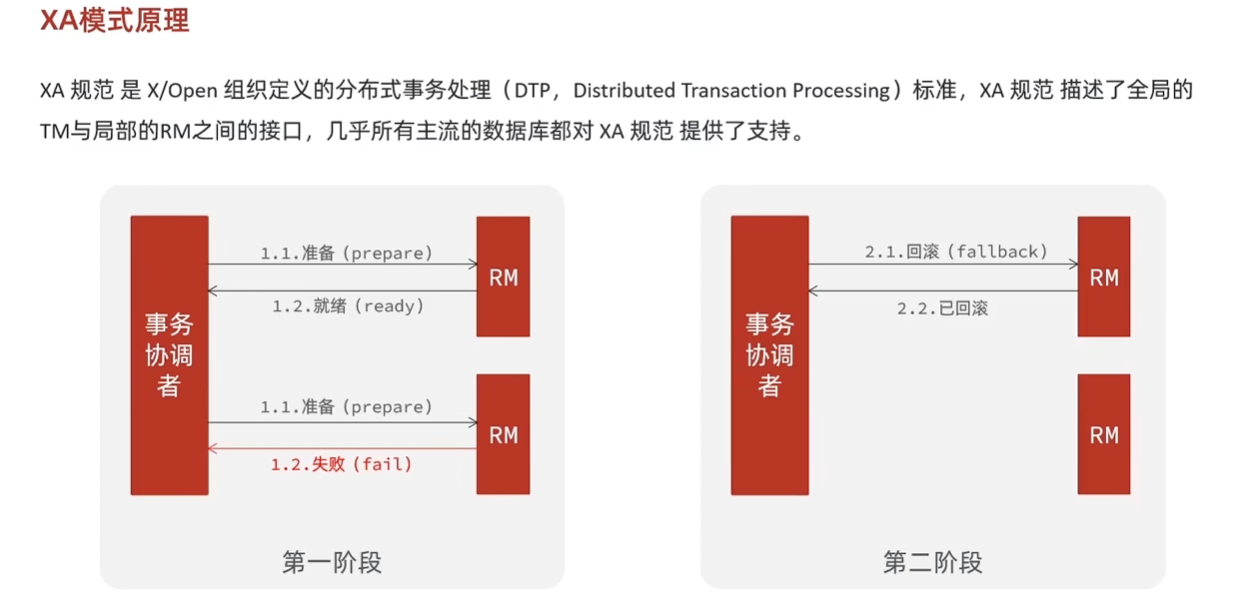 XA模式原理
XA 规范 是 X/Open 组织定义的分布式事务处理（DTP，Distributed Transaction Processing）标准，XA 规范 描述了全局的
TM与局部的RM之间的接口，几乎所有主流的数据库都对 XA 规范 提供了支持。
事务
协调
者
1.1.准备（prepare）
1.2.就绪（ready）
RM
1.1.准备（prepare）
1.2.失败（fail）
RM
第一阶段
事务
协调
者
2.1.回滚（fallback）
2.2.已回滚
RM
RM
第二阶段